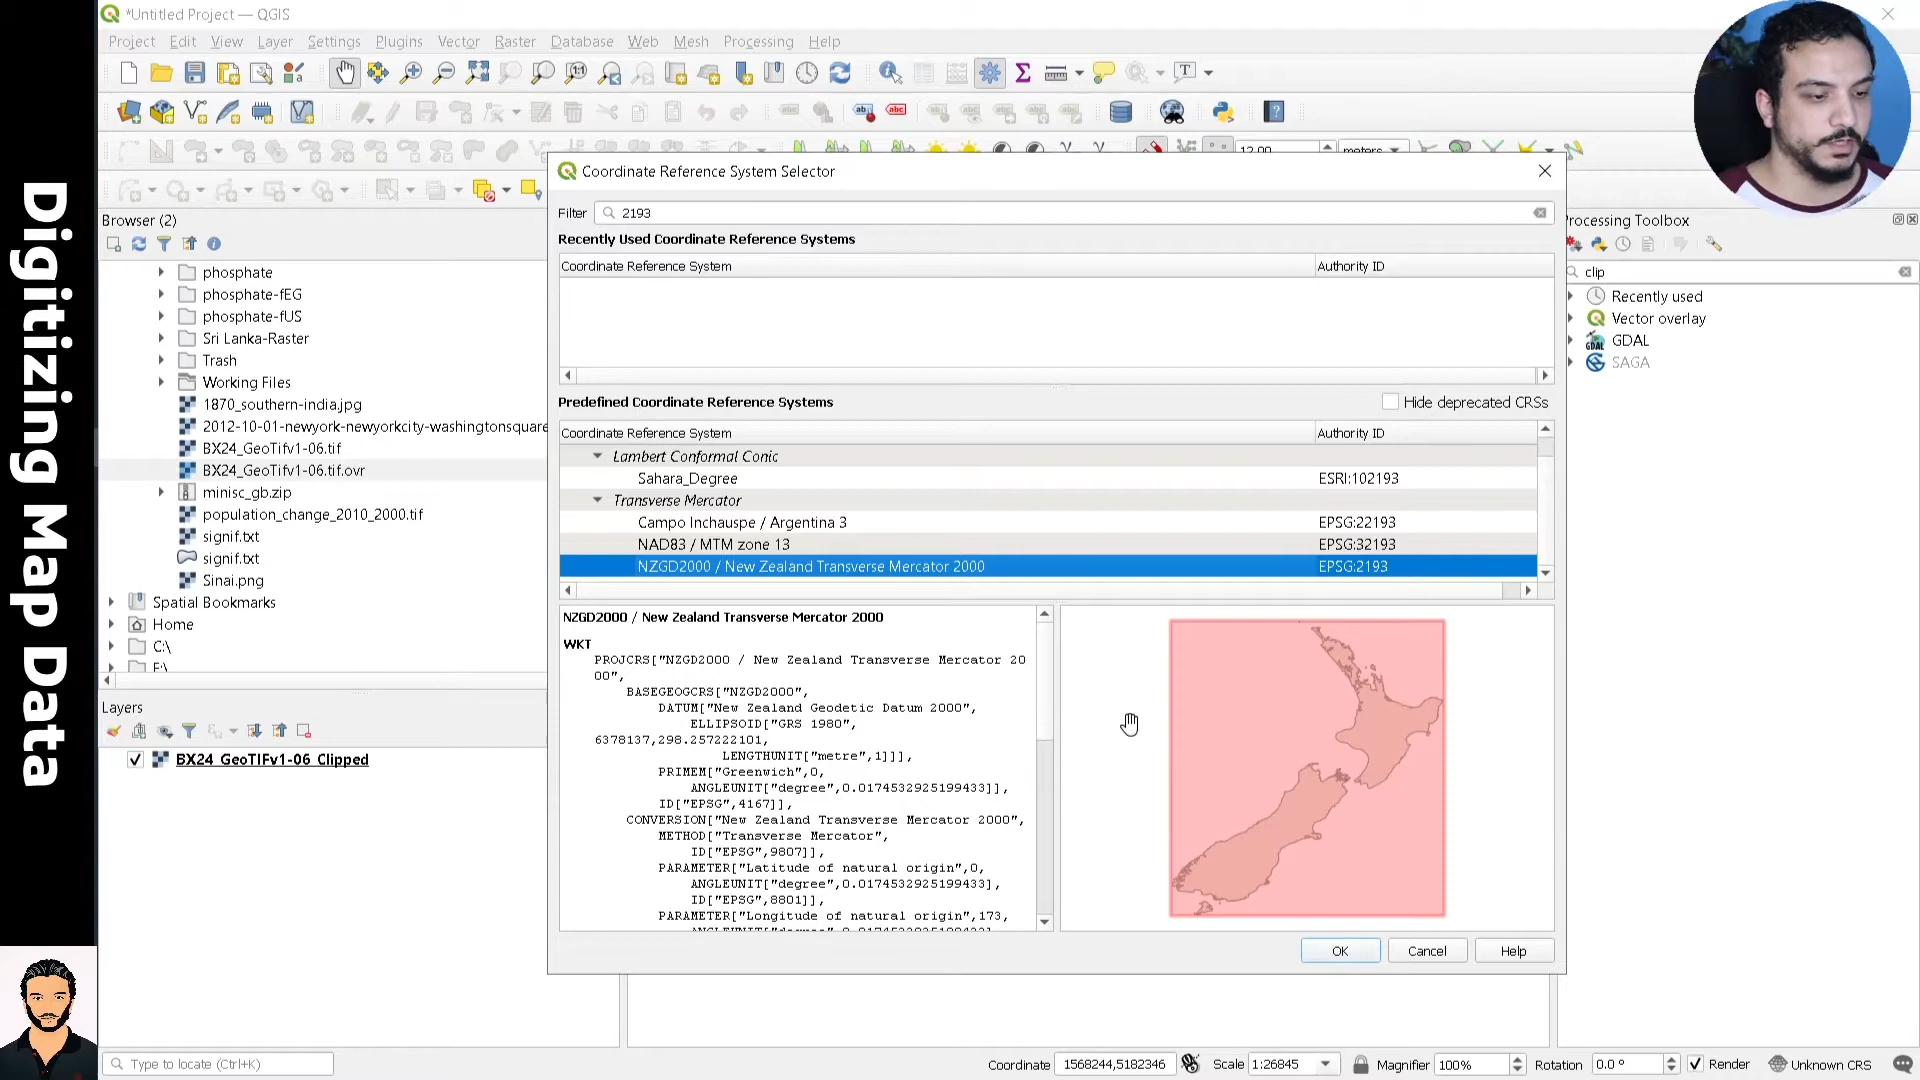 Digitizing Map Data
*Untitled Project — QGIS
Project Edit View Layer Settings Plugins Vector Raster Database Web Mesh Processing Help
12.00 meters
Coordinate Reference System Selector
Filter 2193
Recently Used Coordinate Reference Systems
Coordinate Reference System Authority ID
Predefined Coordinate Reference Systems
Hide deprecated CRSs
Coordinate Reference System Authority ID
Lambert Conformal Conic
Sahara_Degree ESRI:102193
Transverse Mercator
Campo Inchauspe / Argentina 3 EPSG:22193
NAD83 / MTM zone 13 EPSG:32193
NZGD2000 / New Zealand Transverse Mercator 2000 EPSG:2193
NZGD2000 / New Zealand Transverse Mercator 2000
WKT
PROJCRS["NZGD2000 / New Zealand Transverse Mercator 20
00",
BASEGEOGCRS["NZGD2000",
DATUM["New Zealand Geodetic Datum 2000",
ELLIPSOID["GRS 1980",
6378137,298.257222101,
LENGTHUNIT["metre",1]]],
PRIMEM["Greenwich",0,
ANGLEUNIT["degree",0.0174532925199433]],
ID["EPSG",4167]],
CONVERSION["New Zealand Transverse Mercator 2000",
METHOD["Transverse Mercator",
ID["EPSG",9807]],
PARAMETER["Latitude of natural origin",0,
ANGLEUNIT["degree",0.0174532925199433],
ID["EPSG",8801]],
PARAMETER["Longitude of natural origin",173,
ANGLEUNIT["degree",0.0174532925199433],
OK Cancel Help
Browser (2)
phosphate
phosphate-fEG
phosphate-fUS
Sri Lanka-Raster
Trash
Working Files
1870_southern-india.jpg
2012-10-01-newyork-newyorkcity-washingtonsquare
BX24_GeoTifv1-06.tif
BX24_GeoTifv1-06.tif.ovr
minisc_gb.zip
population_change_2010_2000.tif
signif.txt
signif.txt
Sinai.png
Spatial Bookmarks
Home
C:\
E:\
Layers
BX24_GeoTIFv1-06_Clipped
rocessing Toolbox
clip
Recently used
Vector overlay
GDAL
SAGA
Type to locate (Ctrl+K)
Coordinate 1568244,5182346 Scale 1:26845 Magnifier 100% Rotation 0.0 ° Render Unknown CRS